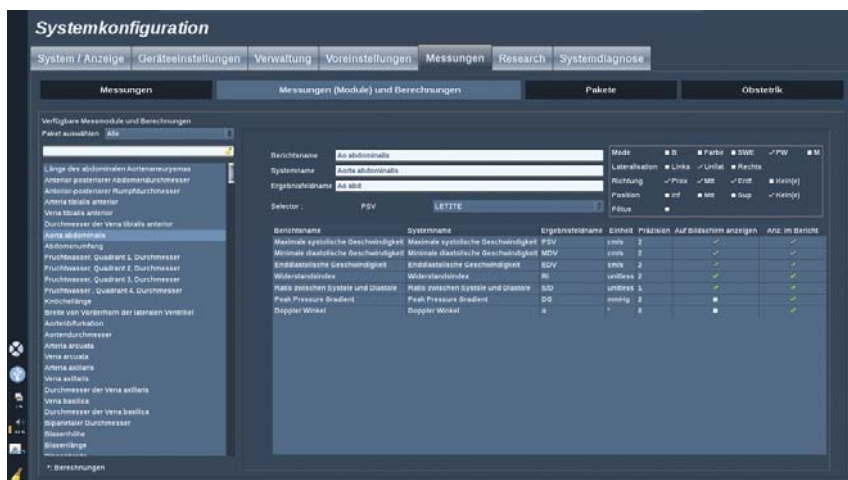 Systemkonfiguration
System / Anzeige Geräteeinstellungen Verwaltung Voreinstellungen Messungen Research Systemdiagnose
Messungen Messungen (Module) und Berechnungen Pakete Obstetrik
Verfügbare Messmodule und Berechnungen
Paket auswählen Alle
Länge des abdominalen Aortenaneurysmas
Anterior-posteriorer Abdomendurchmesser
Anterior-posteriorer Rumpfdurchmesser
Arteria tibialis anterior
Vena tibialis anterior
Durchmesser der Vena tibialis anterior
Aorta abdominalis
Abdomenumfang
Fruchtwasser, Quadrant 1, Durchmesser
Fruchtwasser, Quadrant 2, Durchmesser
Fruchtwasser, Quadrant 3, Durchmesser
Fruchtwasser, Quadrant 4, Durchmesser
Knöchellänge
Breite von Vorderhorn der lateralen Ventrikel
Aortenbifurkation
Aortendurchmesser
Arteria arcuata
Vena arcuata
Arteria axillaris
Vena axillaris
Durchmesser der Vena axillaris
Vena basilica
Durchmesser der Vena basilica
Biparietaler Durchmesser
Blasenhöhe
Blasenlänge
*: Berechnungen
Berichtsname Ao abdominalis
Systemname Aorta abdominalis
Ergebnisfeldname Ao abd
Selector : PSV LETZTE
Mode B Farbe SWE PW M
Lateralisation Links Unilat Rechts
Richtung Prox Mit Entf. Kein(e)
Position Inf Mit Sup Kein(e)
Fötus
Berichtsname Systemname Ergebnisfeldname Einheit Präzision Auf Bildschirm anzeigen Anz. im Bericht
Maximale systolische Geschwindigkeit Maximale systolische Geschwindigkeit PSV cm/s 2
Minimale diastolische Geschwindigkeit Minimale diastolische Geschwindigkeit MDV cm/s 2
Enddiastolische Geschwindigkeit Enddiastolische Geschwindigkeit EDV cm/s 2
Widerstandsindex Widerstandsindex RI unitless 2
Ratio zwischen Systole und Diastole Ratio zwischen Systole und Diastole S/D unitless 1
Peak Pressure Gradient Peak Pressure Gradient DG mmHg 2
Doppler Winkel Doppler Winkel α ° 0